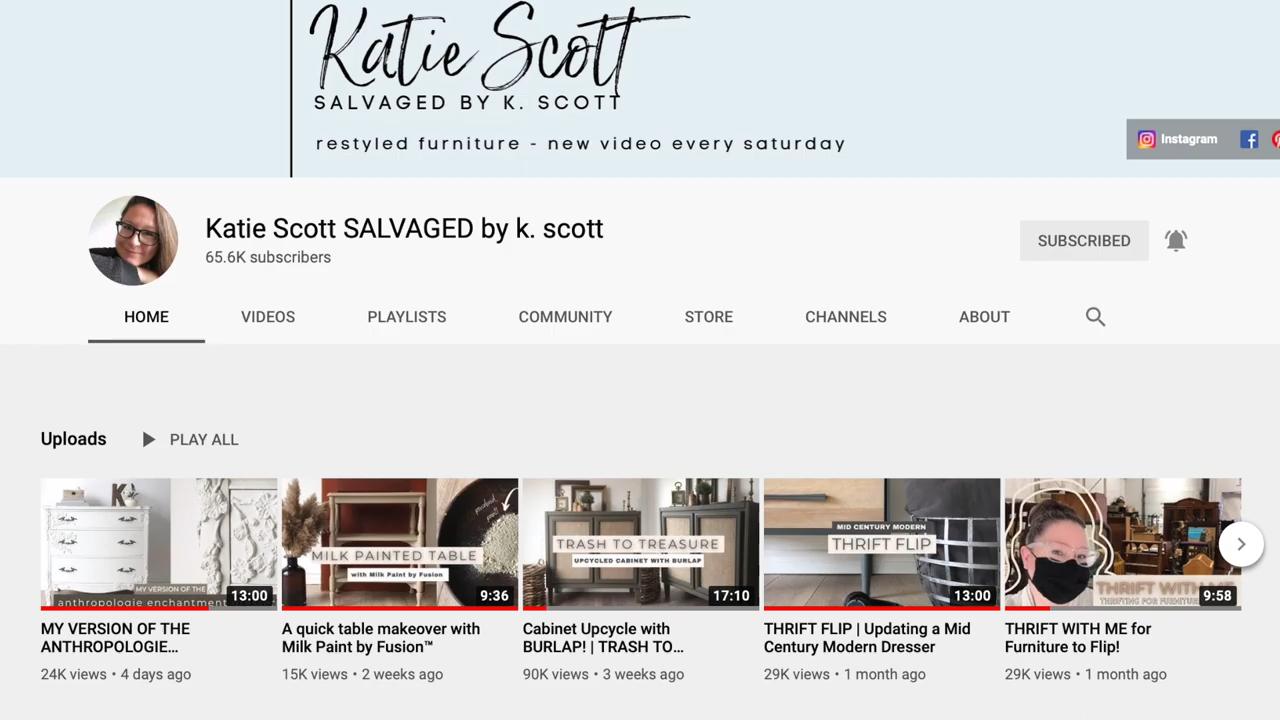 Katie Scott
SALVAGED BY K. SCOTT
restyled furniture - new video every saturday
Instagram
Katie Scott SALVAGED by k. scott
65.6K subscribers
SUBSCRIBED
HOME VIDEOS PLAYLISTS COMMUNITY STORE CHANNELS ABOUT
Uploads PLAY ALL
K
MY VERSION OF THE
anthropologie enchantment
13:00
MILK PAINTED TABLE
with Milk Paint by Fusion
9:36
TRASH TO TREASURE
UPCYCLED CABINET WITH BURLAP
17:10
MID CENTURY MODERN
THRIFT FLIP
13:00
THRIFT WITH ME
THRIFTING FOR FURNITURE
9:58
MY VERSION OF THE
ANTHROPOLOGIE...
24K views • 4 days ago
A quick table makeover with
Milk Paint by Fusion™
15K views • 2 weeks ago
Cabinet Upcycle with
BURLAP! | TRASH TO...
90K views • 3 weeks ago
THRIFT FLIP | Updating a Mid
Century Modern Dresser
29K views • 1 month ago
THRIFT WITH ME for
Furniture to Flip!
29K views • 1 month ago